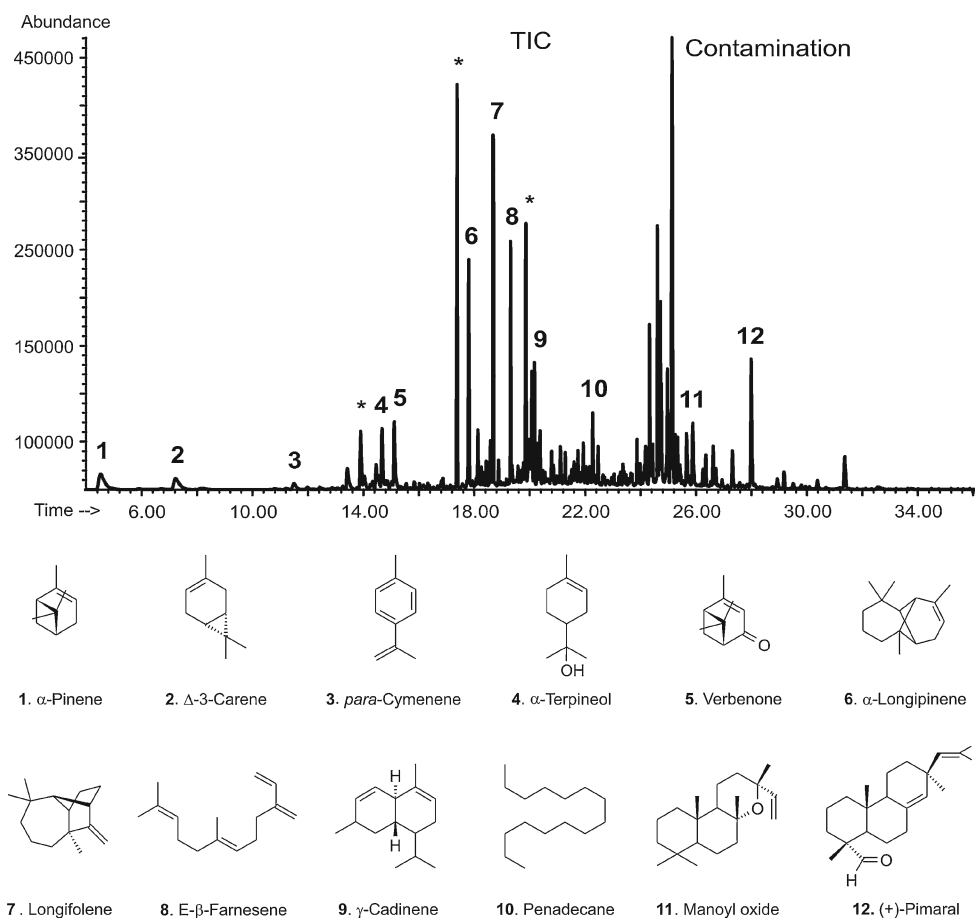 Abundance
TIC
Contamination
450000
350000
250000
150000
100000
*
7
*
8
6
9
12
10
11
* 4 5
1
2
3
Time -->
6.00 10.00 14.00 18.00 22.00 26.00 30.00 34.00
OH
O
1. α-Pinene 2. Δ-3-Carene 3. para-Cymenene 4. α-Terpineol 5. Verbenone 6. α-Longipinene
H
H
O
O
H
7 . Longifolene 8. E-β-Farnesene 9. γ-Cadinene 10. Penadecane 11. Manoyl oxide 12. (+)-Pimaral